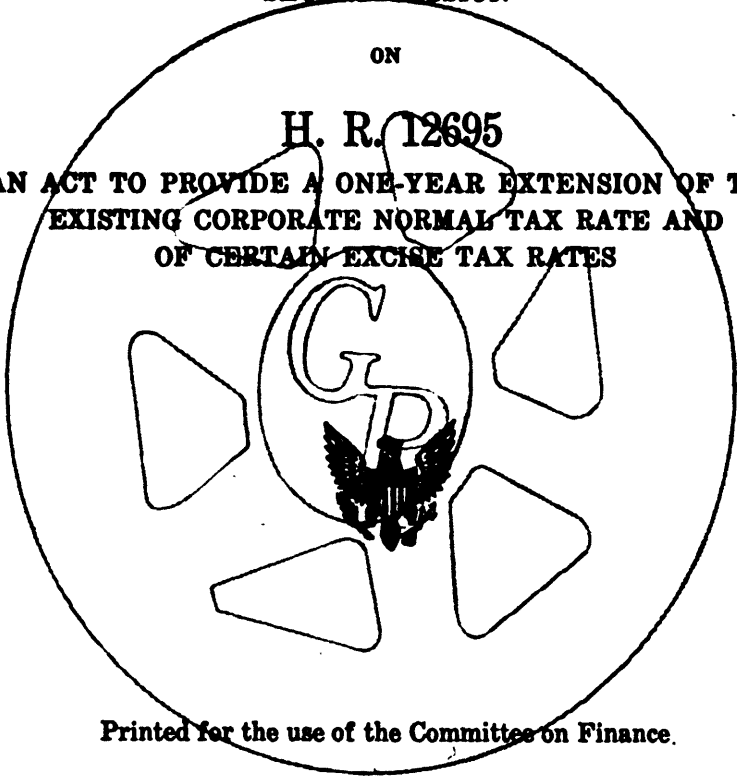 ON
H. R. 12695
AN ACT TO PROVIDE A ONE-YEAR EXTENSION OF
EXISTING CORPORATE NORMAL TAX RATE AND
OF CERTAIN EXCISE TAX RATES
GP
Printed for the use of the Committee on Finance.